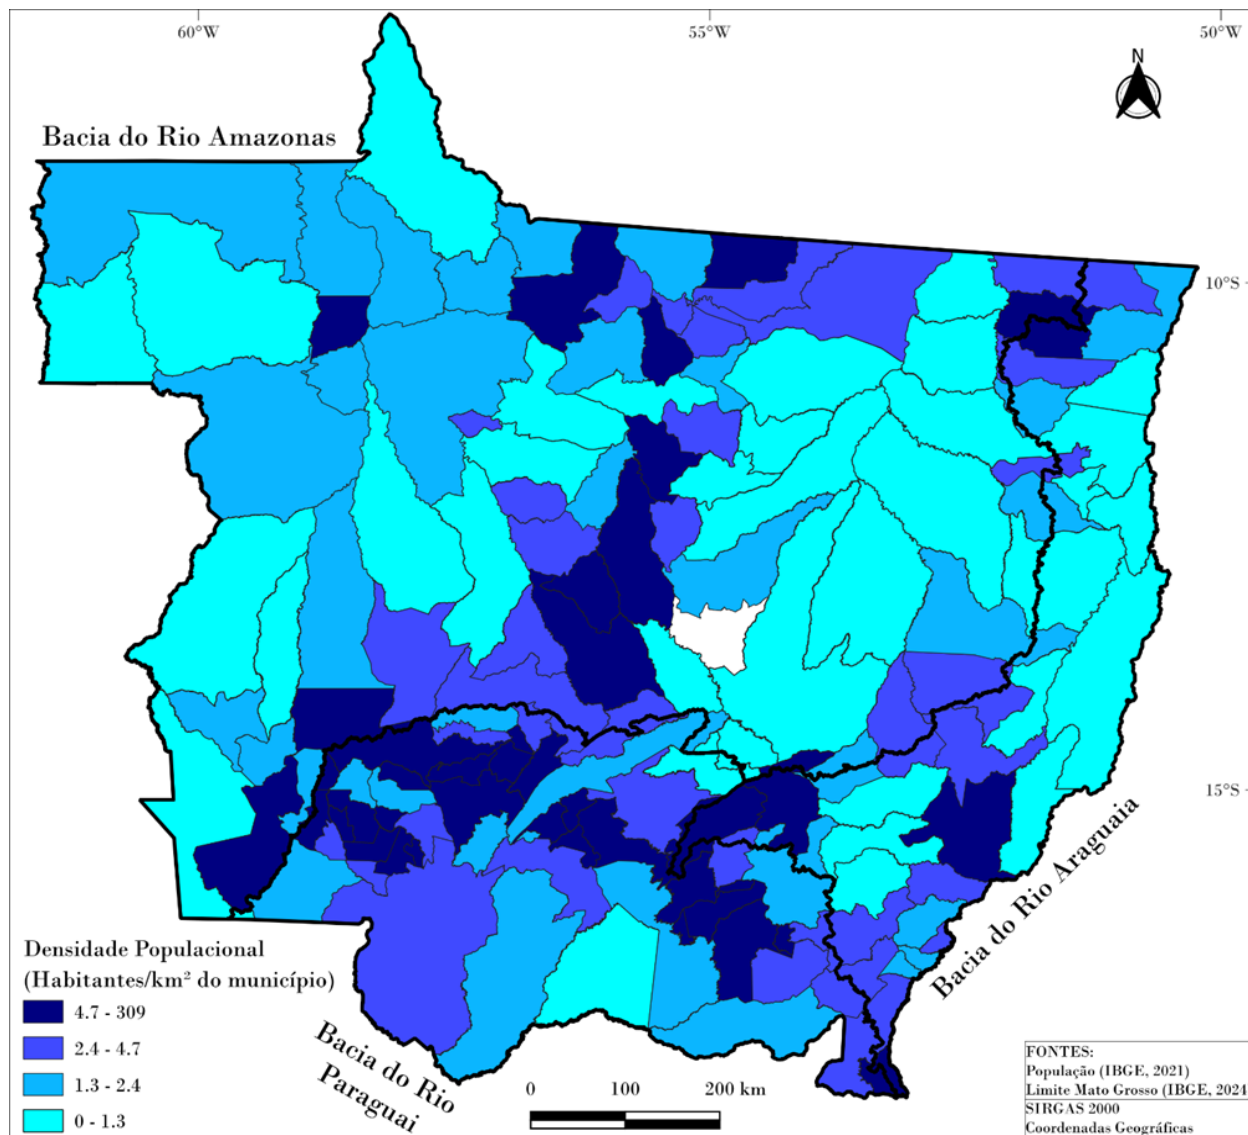 60°W
55°W
50°W
N
Bacia do Rio Amazonas
10°S
15°S
Bacia do Rio Araguaia
Densidade Populacional
(Habitantes/km² do município)
4.7 - 309
2.4 - 4.7
1.3 - 2.4
0 - 1.3
Bacia do Rio
Paraguai
0 100 200 km
FONTES:
População (IBGE, 2021)
Limite Mato Grosso (IBGE, 2024
SIRGAS 2000
Coordenadas Geográficas